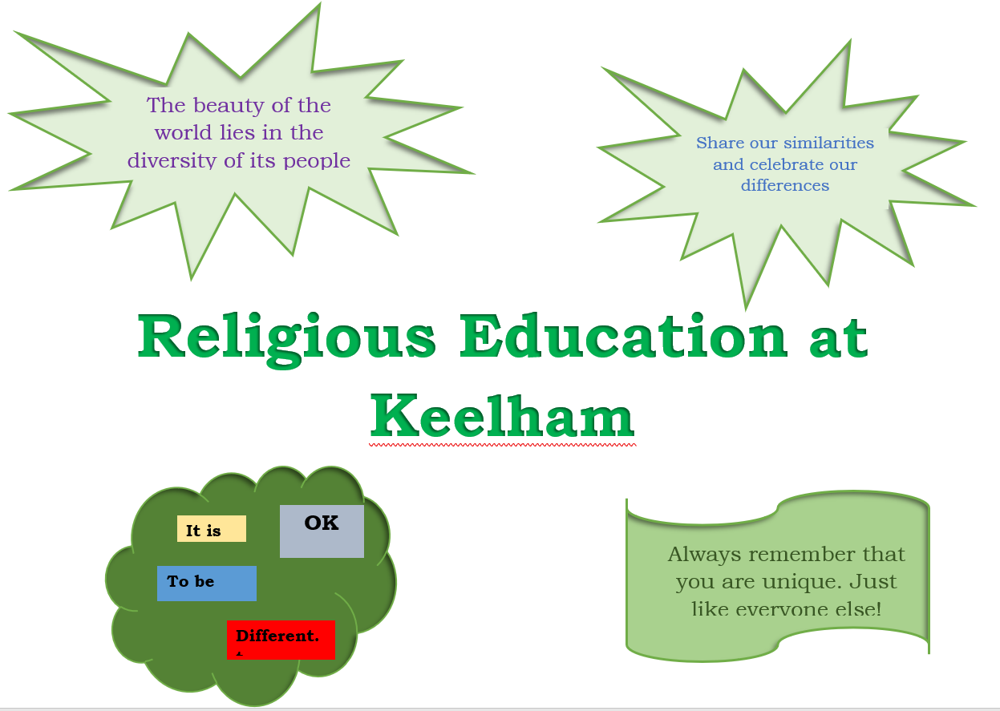 The beauty of the
world lies in the
diversity of its people
Share our similarities
and celebrate our
differences
Religious Education at
Keelham
It is
OK
To be
Different.
Always remember that
you are unique. Just
like everyone else!